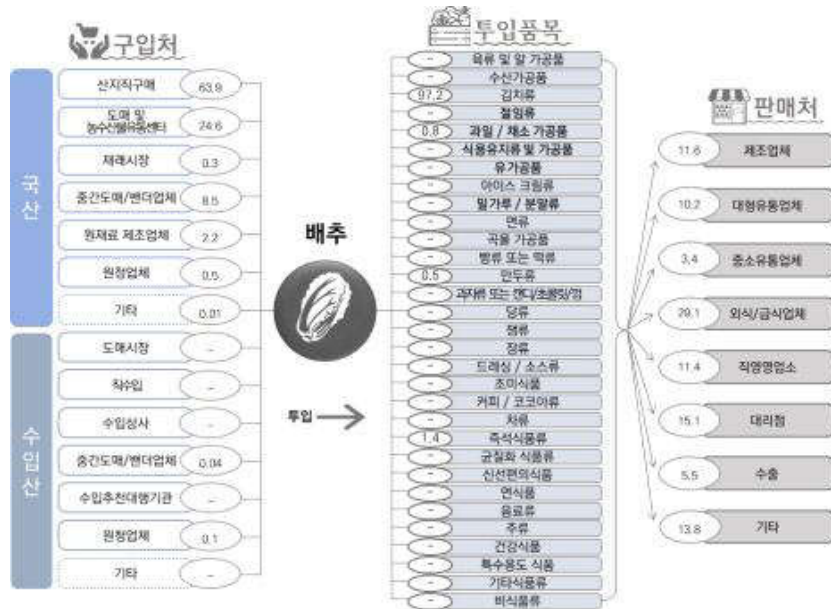 구입처
국산
산지직구매 63.9
도매 및
농수산물유통센터 24.6
재래시장 0.3
중간도매/밴더업체 8.5
원재료 제조업체 2.2
원청업체 0.5
기타 0.01
수입산
도매시장 -
직수입 -
수입상사 -
중간도매/밴더업체 0.04
수입추천대행기관 -
원청업체 0.1
기타 -
배추
투입
투입품목
- 육류 및 알 가공품
- 수산가공품
97.2 김치류
- 절임류
0.8 과일 / 채소 가공품
- 식용유지류 및 가공품
- 유가공품
- 아이스 크림류
- 밀가루 / 분말류
- 면류
- 곡물 가공품
- 빵류 또는 떡류
0.5 만두류
- 과자류 또는 캔디/초콜릿/껌
- 당류
- 잼류
- 장류
- 드레싱 / 소스류
- 조미식품
- 커피 / 코코아류
- 차류
1.4 즉석식품류
- 균질화 식품류
- 신선편의식품
- 연식품
- 음료류
- 주류
- 건강식품
- 특수용도 식품
- 기타식품류
- 비식품류
판매처
11.6 제조업체
10.2 대형유통업체
3.4 중소유통업체
29.1 외식/급식업체
11.4 직영영업소
15.1 대리점
5.5 수출
13.8 기타